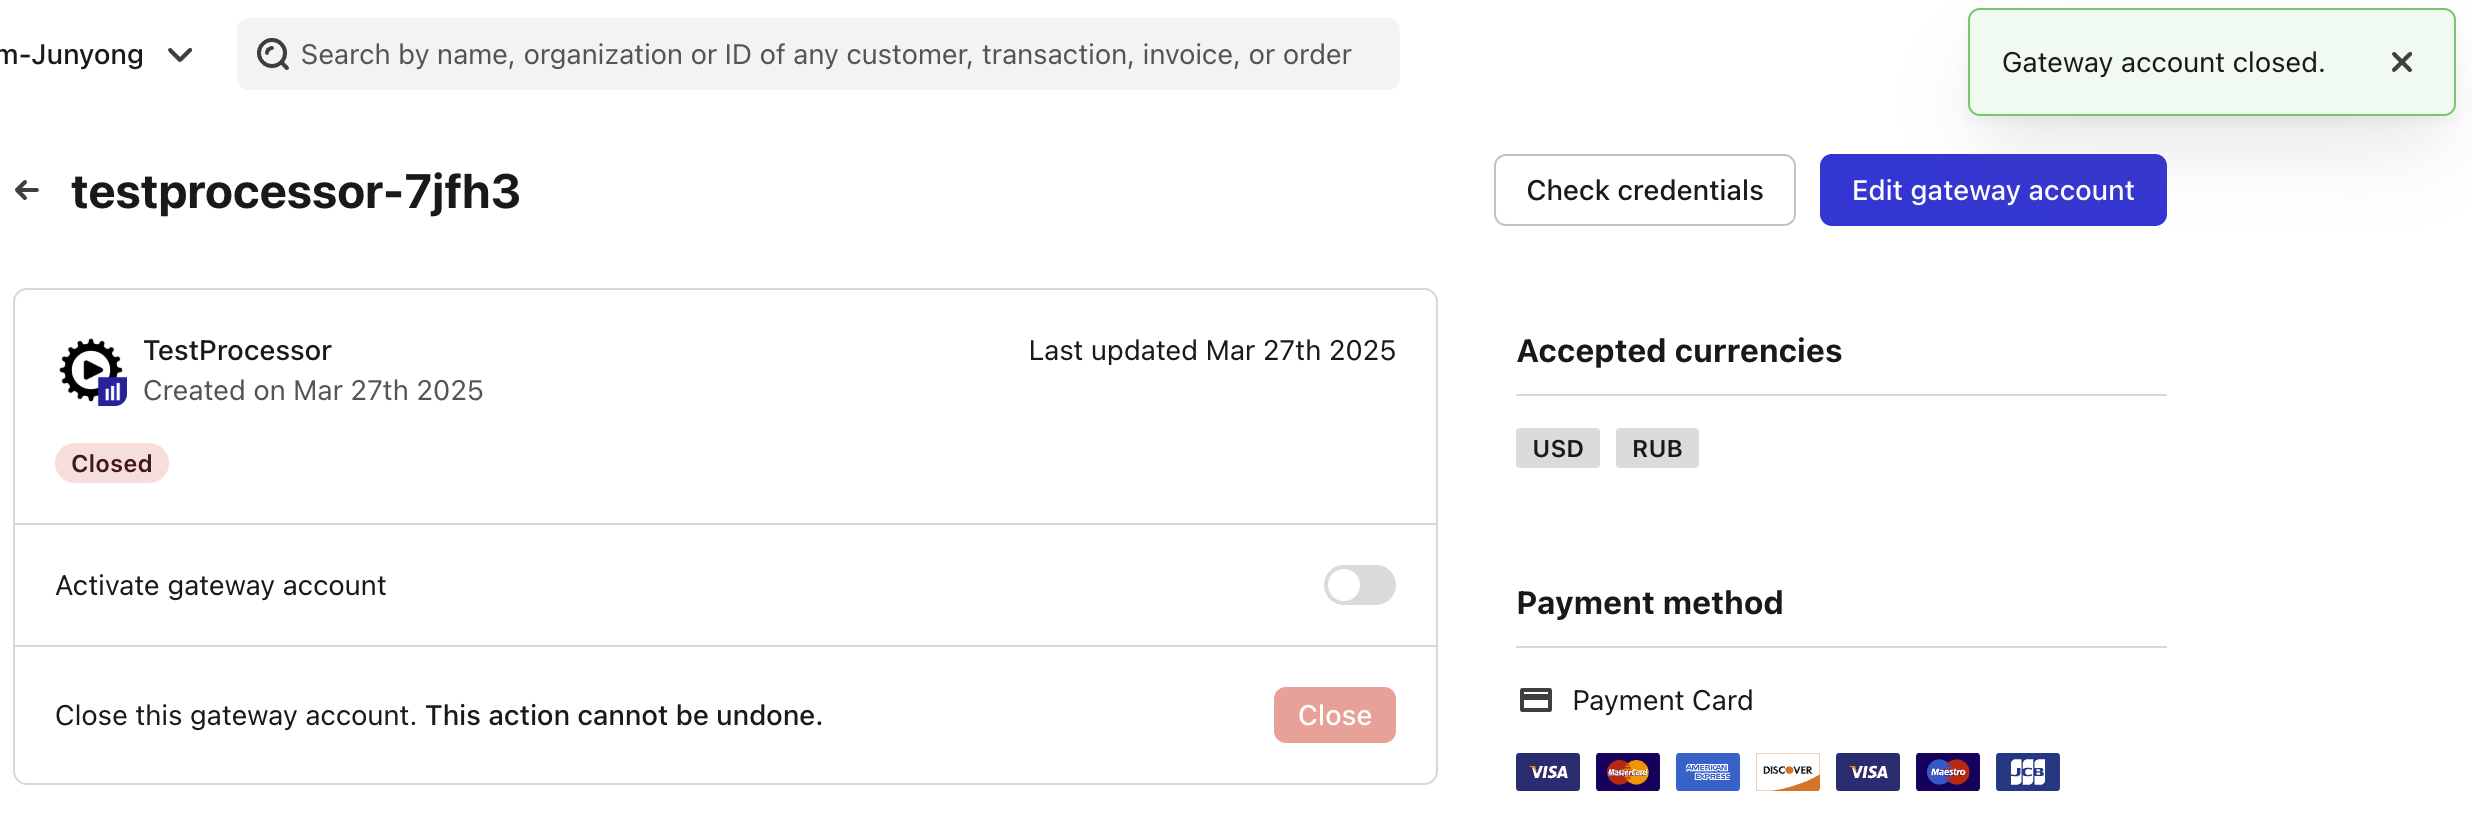 m-Junyong
Search by name, organization or ID of any customer, transaction, invoice, or order
Gateway account closed.
testprocessor-7jfh3
Check credentials
Edit gateway account
TestProcessor
Created on Mar 27th 2025
Last updated Mar 27th 2025
Closed
Activate gateway account
Close this gateway account. This action cannot be undone.
Close
Accepted currencies
USD RUB
Payment method
Payment Card
VISA MasterCard AMERICAN EXPRESS DISCOVER VISA Maestro JCB